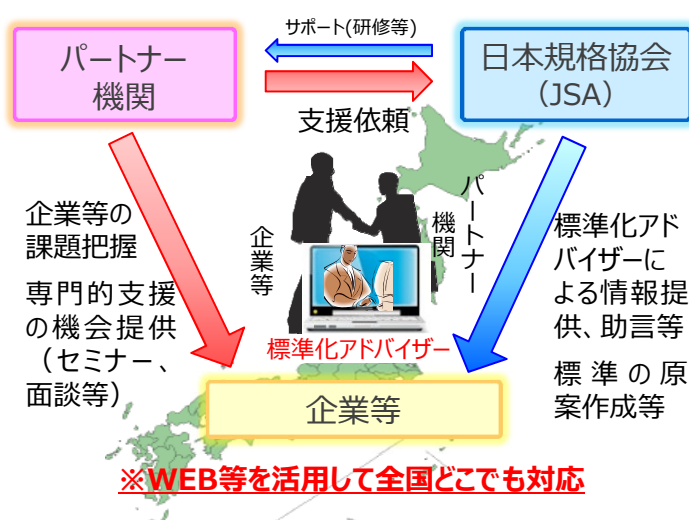 サポート(研修等)
パートナー
機関
日本規格協会
（JSA）
支援依頼
企業等の
課題把握
専門的支援
の機会提供
（セミナー、
面談等）
企業等
パートナー
機関
標準化アドバイザー
標準化アド
バイザーに
よる情報提
供、助言等
標準の原
案作成等
企業等
※WEB等を活用して全国どこでも対応